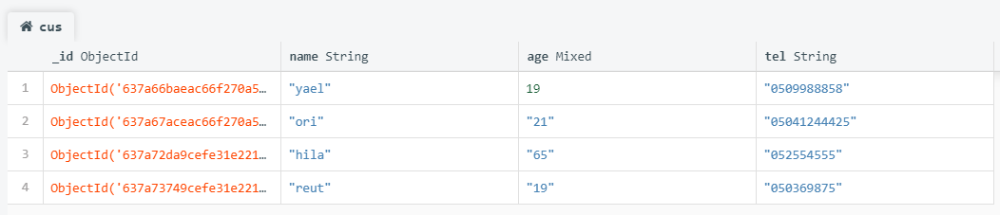 cus
_id ObjectId name String age Mixed tel String
1 ObjectId('637a66baeac66f270a5… "yael" 19 "0509988858"
2 ObjectId('637a67aceac66f270a5… "ori" "21" "05041244425"
3 ObjectId('637a72da9cefe31e221… "hila" "65" "052554555"
4 ObjectId('637a73749cefe31e221… "reut" "19" "050369875"